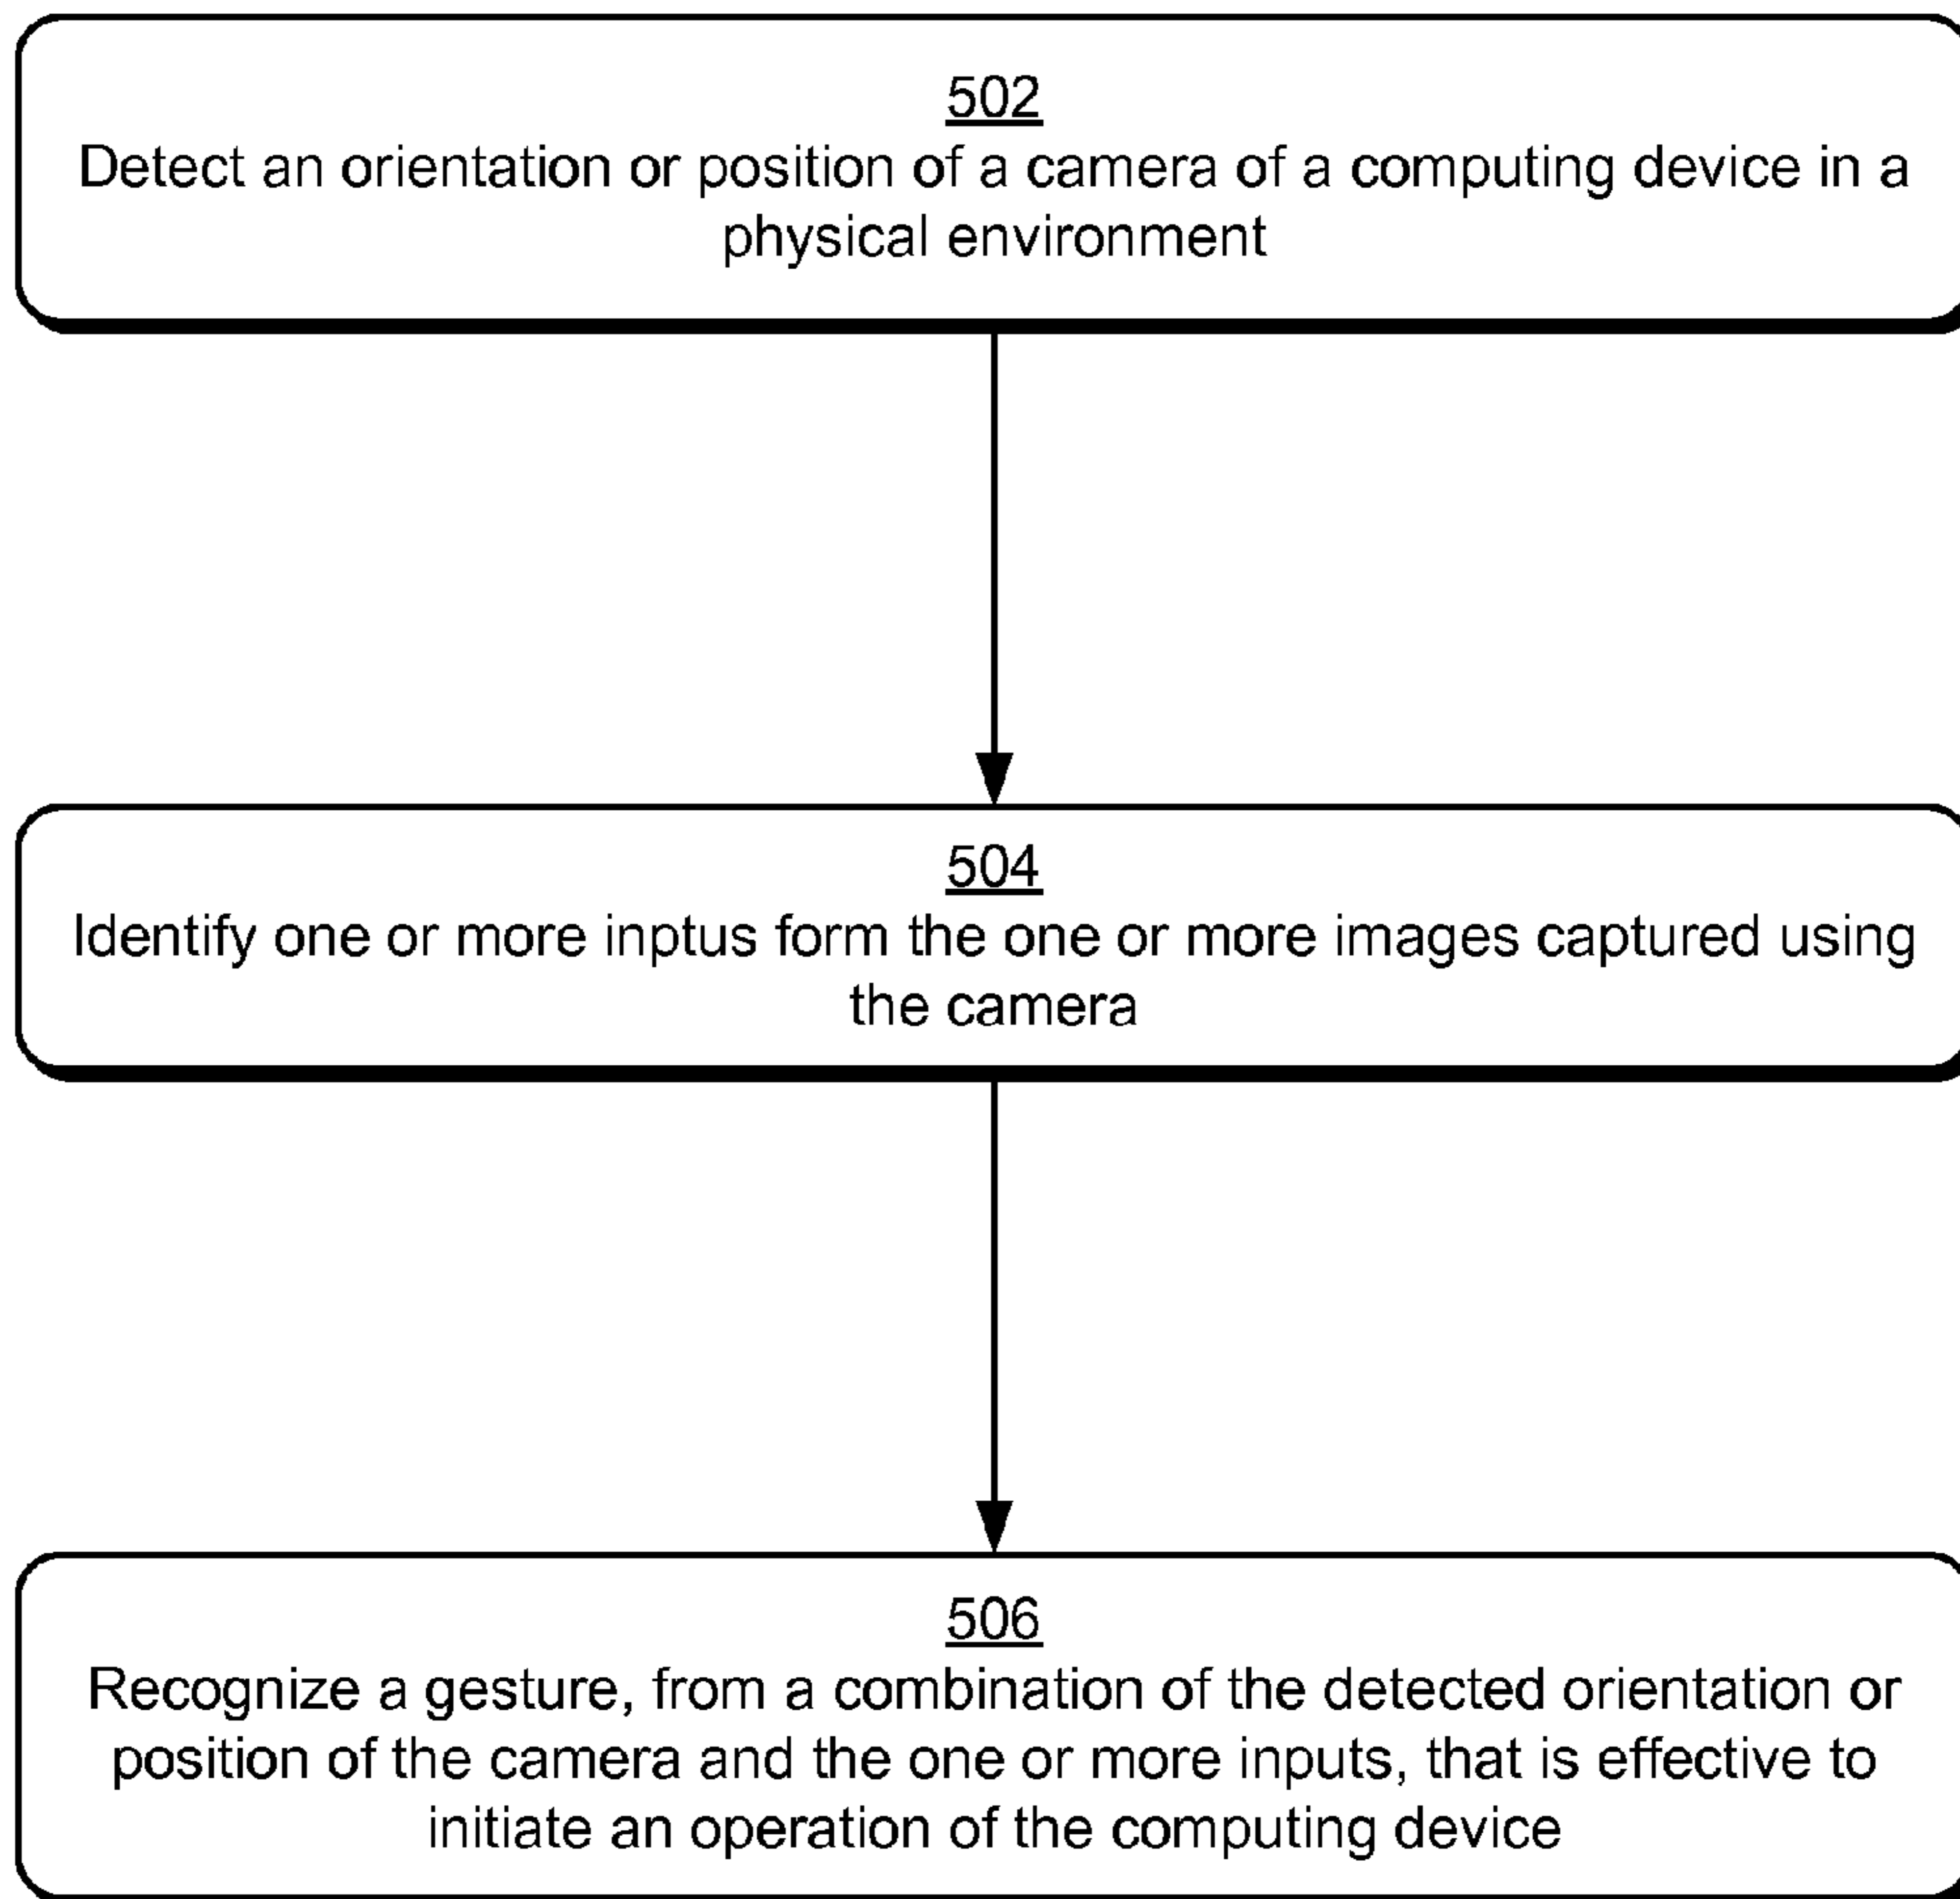 502
Detect an orientation or position of a camera of a computing device in a
physical environment
504
Identify one or more inptus form the one or more images captured using
the camera
506
Recognize a gesture, from a combination of the detected orientation or
position of the camera and the one or more inputs, that is effective to
initiate an operation of the computing device